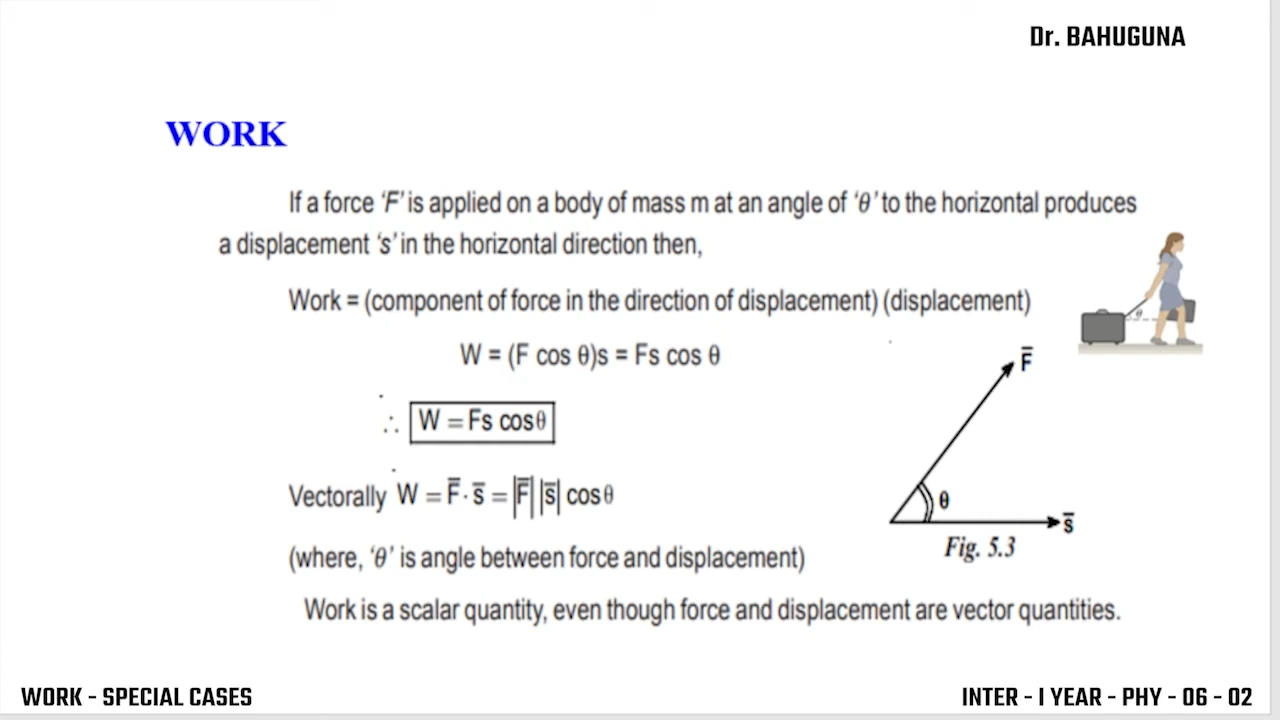 Dr. BAHUGUNA
WORK
If a force ‘F’ is applied on a body of mass m at an angle of ‘θ’ to the horizontal produces
a displacement ‘s’ in the horizontal direction then,
Work = (component of force in the direction of displacement) (displacement)
W = (F cos θ)s = Fs cos θ
∴ W = Fs cosθ
Vectorally W̅ = F̅ · s̅ = |F̅| |s̅| cosθ
(where, ‘θ’ is angle between force and displacement)
Work is a scalar quantity, even though force and displacement are vector quantities.
θ
F̅
θ
s̅
Fig. 5.3
WORK - SPECIAL CASES
INTER - I YEAR - PHY - 06 - 02